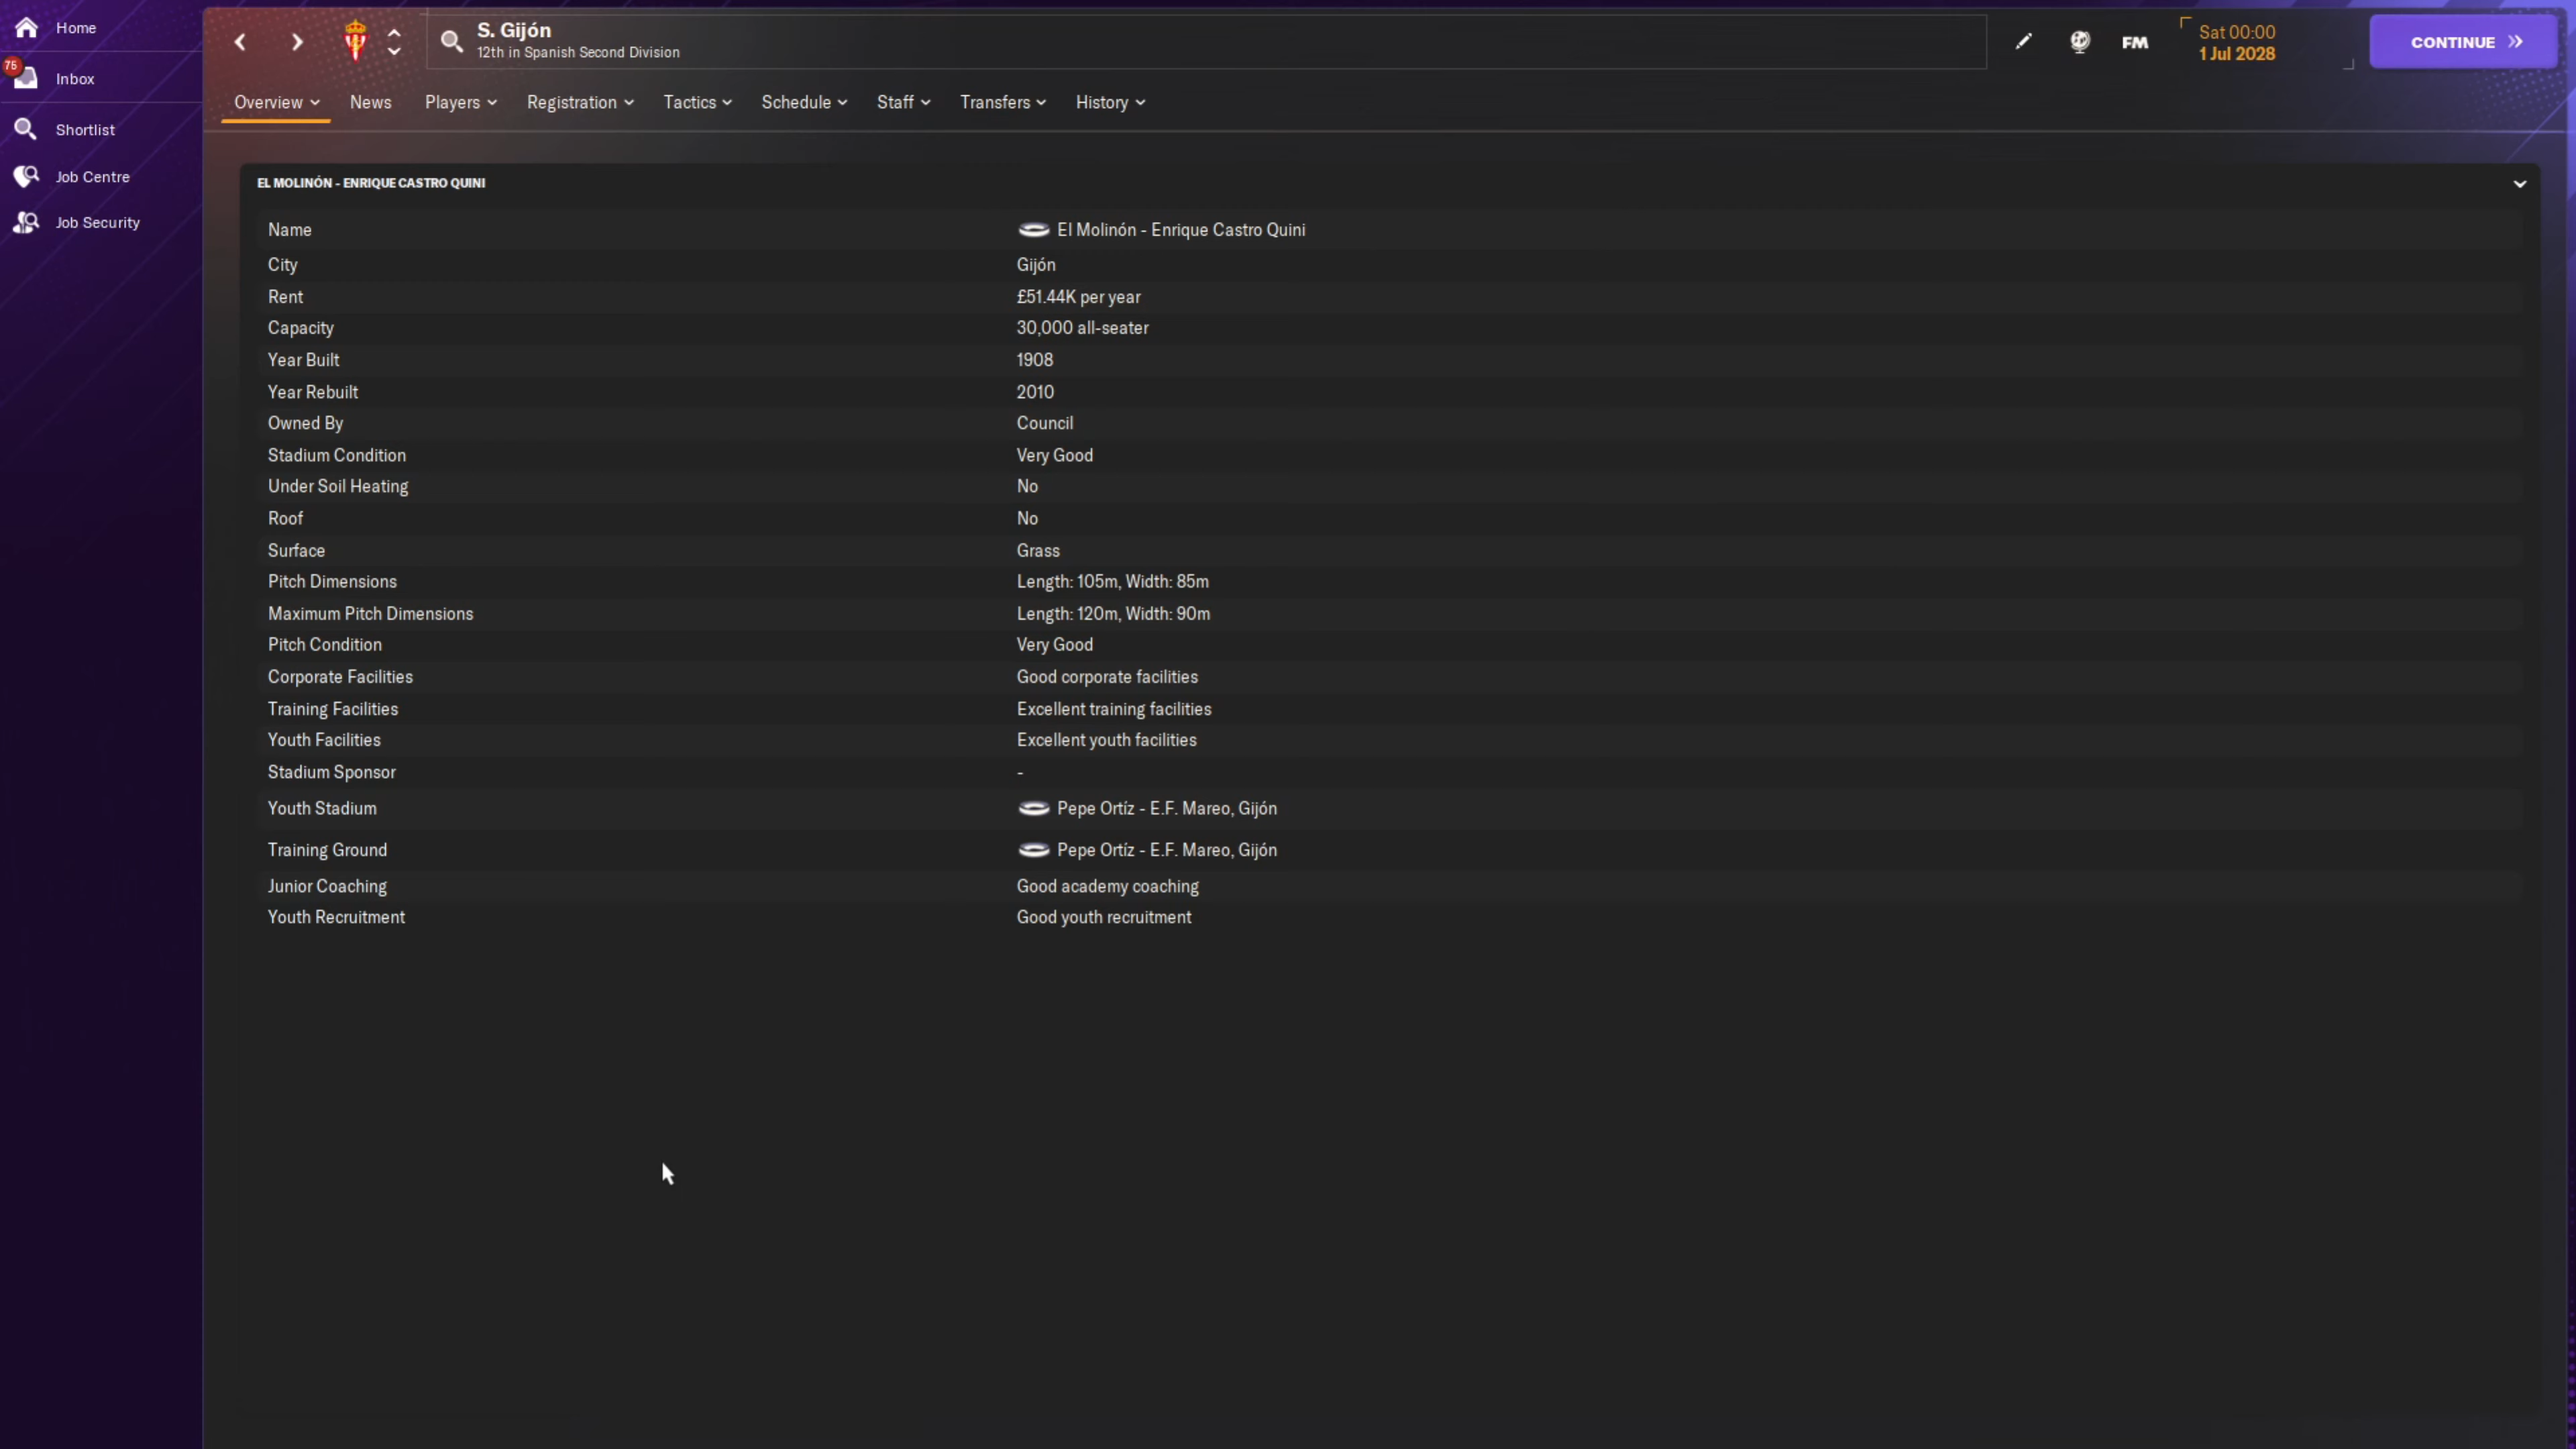 Home
75
Inbox
Shortlist
Job Centre
Job Security
S. Gijón
12th in Spanish Second Division
FM
Sat 00:00
1 Jul 2028
CONTINUE
Overview News Players Registration Tactics Schedule Staff Transfers History
EL MOLINÓN - ENRIQUE CASTRO QUINI
Name El Molinón - Enrique Castro Quini
City Gijón
Rent £51.44K per year
Capacity 30,000 all-seater
Year Built 1908
Year Rebuilt 2010
Owned By Council
Stadium Condition Very Good
Under Soil Heating No
Roof No
Surface Grass
Pitch Dimensions Length: 105m, Width: 85m
Maximum Pitch Dimensions Length: 120m, Width: 90m
Pitch Condition Very Good
Corporate Facilities Good corporate facilities
Training Facilities Excellent training facilities
Youth Facilities Excellent youth facilities
Stadium Sponsor -
Youth Stadium Pepe Ortíz - E.F. Mareo, Gijón
Training Ground Pepe Ortíz - E.F. Mareo, Gijón
Junior Coaching Good academy coaching
Youth Recruitment Good youth recruitment